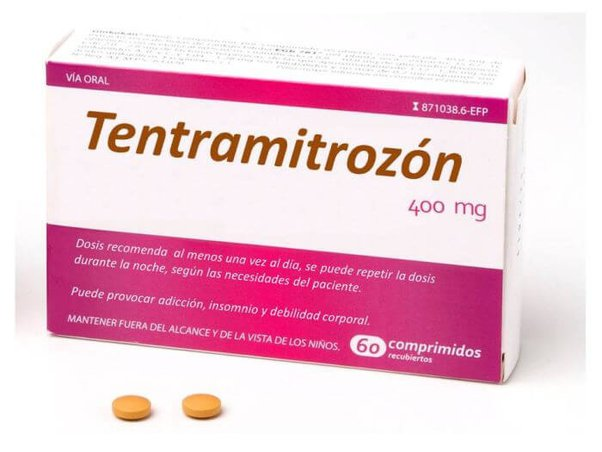 VÍA ORAL
871038.6-EFP
Tentramitrozón
400 mg
Dosis recomenda al menos una vez al día, se puede repetir la dosis
durante la noche, según las necesidades del paciente.
Puede provocar adicción, insomnio y debilidad corporal.
MANTENER FUERA DEL ALCANCE Y DE LA VISTA DE LOS NIÑOS.
60 comprimidos
recubiertos